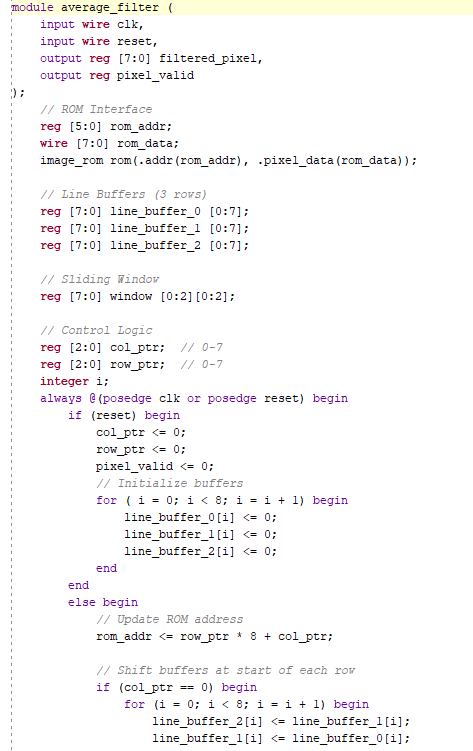 module average_filter (
    input wire clk,
    input wire reset,
    output reg [7:0] filtered_pixel,
    output reg pixel_valid
);
    // ROM Interface
    reg [5:0] rom_addr;
    wire [7:0] rom_data;
    image_rom rom(.addr(rom_addr), .pixel_data(rom_data));

    // Line Buffers (3 rows)
    reg [7:0] line_buffer_0 [0:7];
    reg [7:0] line_buffer_1 [0:7];
    reg [7:0] line_buffer_2 [0:7];

    // Sliding Window
    reg [7:0] window [0:2][0:2];

    // Control Logic
    reg [2:0] col_ptr;  // 0-7
    reg [2:0] row_ptr;  // 0-7
    integer i;
    always @(posedge clk or posedge reset) begin
        if (reset) begin
            col_ptr <= 0;
            row_ptr <= 0;
            pixel_valid <= 0;
            // Initialize buffers
            for ( i = 0; i < 8; i = i + 1) begin
                line_buffer_0[i] <= 0;
                line_buffer_1[i] <= 0;
                line_buffer_2[i] <= 0;
            end
        end
        else begin
            // Update ROM address
            rom_addr <= row_ptr * 8 + col_ptr;

            // Shift buffers at start of each row
            if (col_ptr == 0) begin
                for (i = 0; i < 8; i = i + 1) begin
                    line_buffer_2[i] <= line_buffer_1[i];
                    line_buffer_1[i] <= line_buffer_0[i];